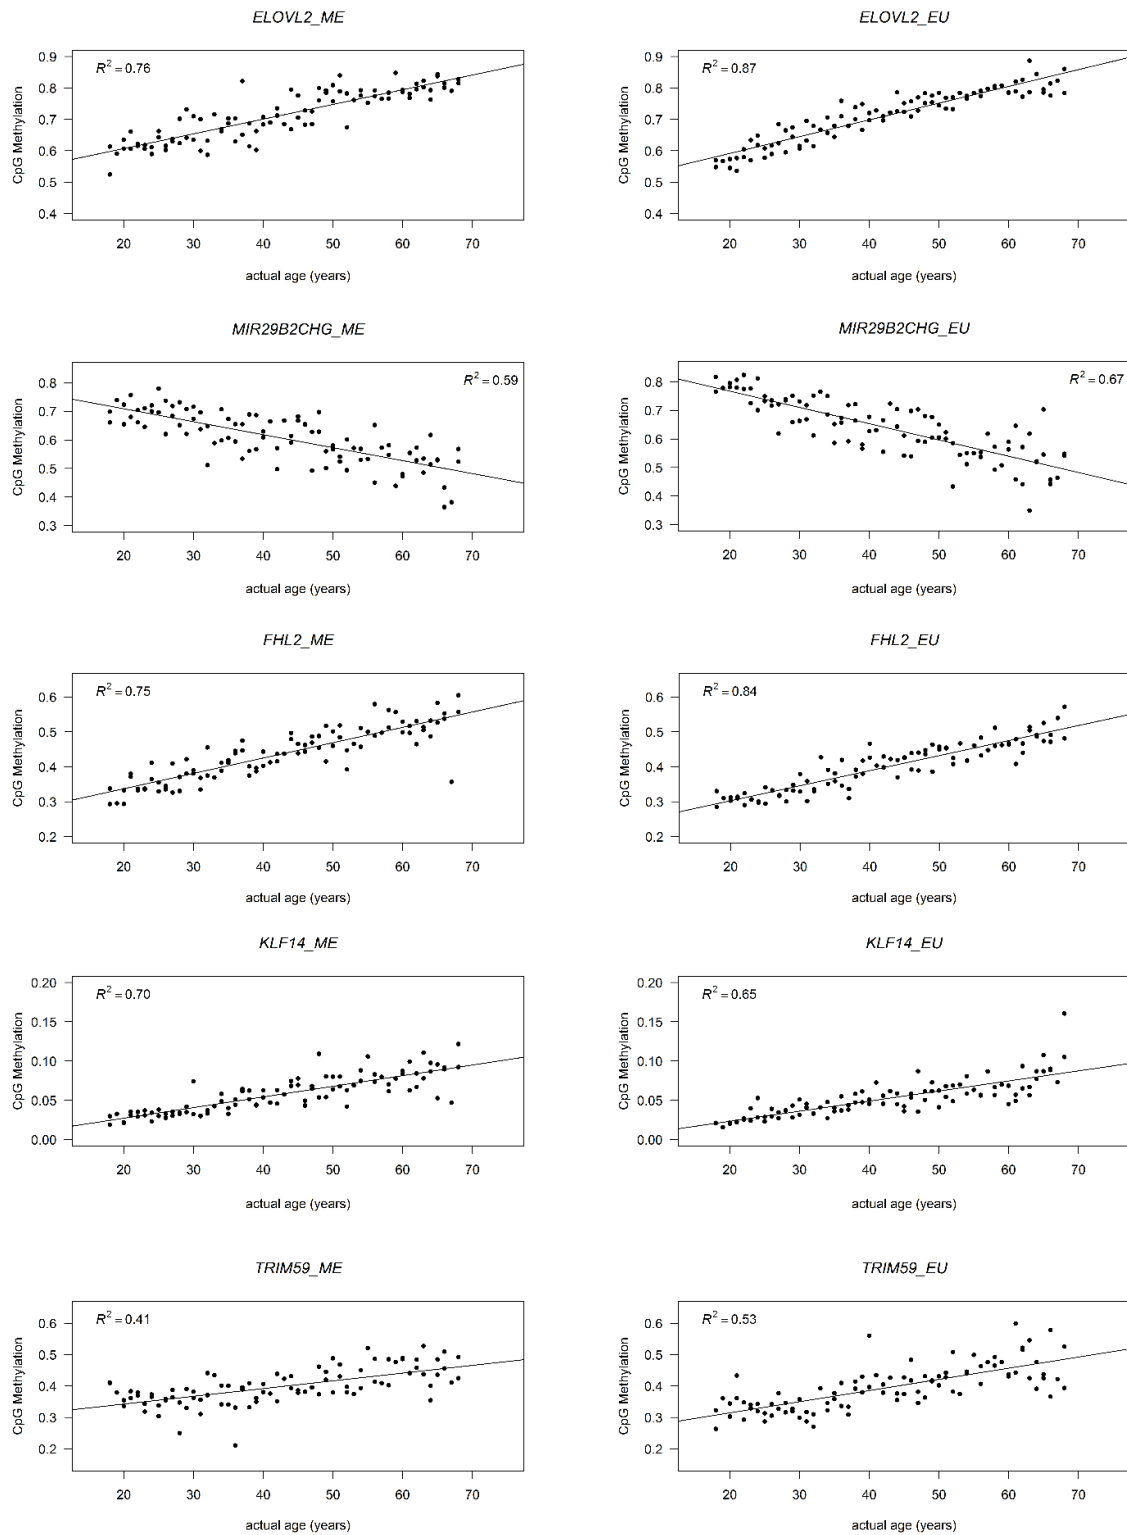 ELOVL2_ME
R² = 0.76
CpG Methylation
0.9
0.8
0.7
0.6
0.5
0.4
20 30 40 50 60 70
actual age (years)
ELOVL2_EU
R² = 0.87
CpG Methylation
0.9
0.8
0.7
0.6
0.5
0.4
20 30 40 50 60 70
actual age (years)
MIR29B2CHG_ME
R² = 0.59
CpG Methylation
0.8
0.7
0.6
0.5
0.4
0.3
20 30 40 50 60 70
actual age (years)
MIR29B2CHG_EU
R² = 0.67
CpG Methylation
0.8
0.7
0.6
0.5
0.4
0.3
20 30 40 50 60 70
actual age (years)
FHL2_ME
R² = 0.75
CpG Methylation
0.6
0.5
0.4
0.3
0.2
20 30 40 50 60 70
actual age (years)
FHL2_EU
R² = 0.84
CpG Methylation
0.6
0.5
0.4
0.3
0.2
20 30 40 50 60 70
actual age (years)
KLF14_ME
R² = 0.70
CpG Methylation
0.20
0.15
0.10
0.05
0.00
20 30 40 50 60 70
actual age (years)
KLF14_EU
R² = 0.65
CpG Methylation
0.20
0.15
0.10
0.05
0.00
20 30 40 50 60 70
actual age (years)
TRIM59_ME
R² = 0.41
CpG Methylation
0.6
0.5
0.4
0.3
0.2
20 30 40 50 60 70
actual age (years)
TRIM59_EU
R² = 0.53
CpG Methylation
0.6
0.5
0.4
0.3
0.2
20 30 40 50 60 70
actual age (years)